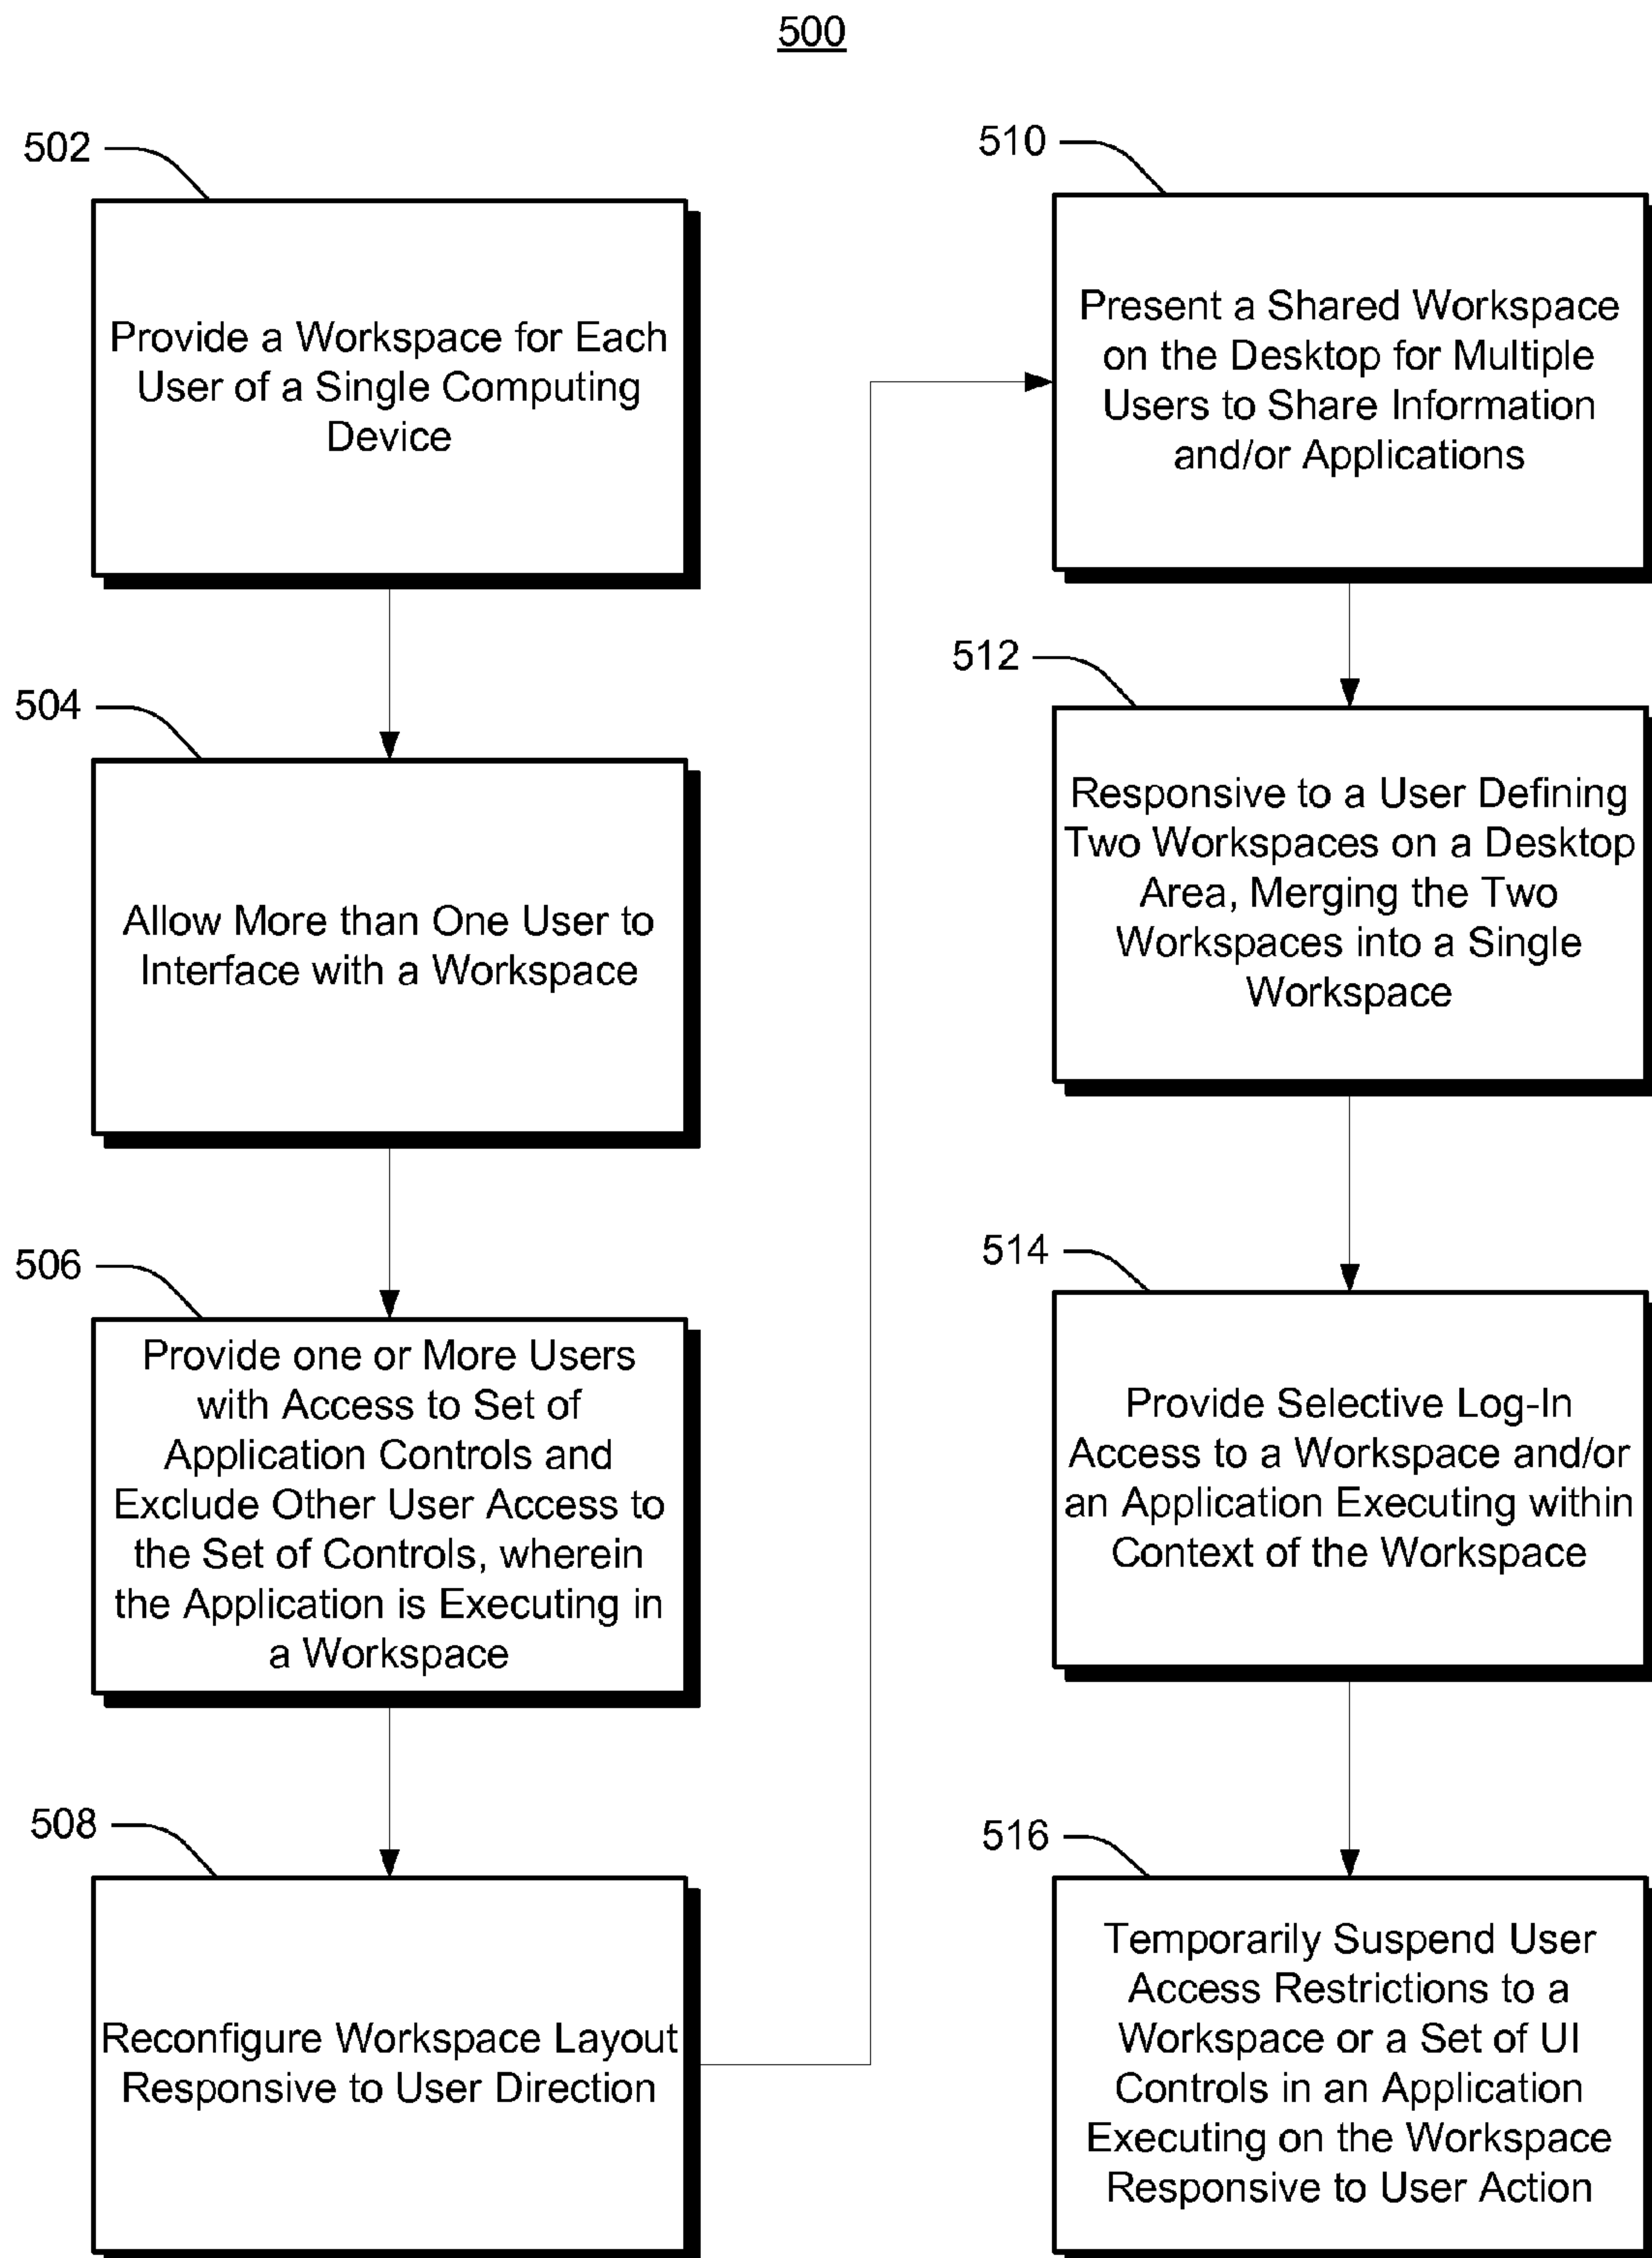 500
502
Provide a Workspace for Each
User of a Single Computing
Device
504
Allow More than One User to
Interface with a Workspace
506
Provide one or More Users
with Access to Set of
Application Controls and
Exclude Other User Access to
the Set of Controls, wherein
the Application is Executing in
a Workspace
508
Reconfigure Workspace Layout
Responsive to User Direction
510
Present a Shared Workspace
on the Desktop for Multiple
Users to Share Information
and/or Applications
512
Responsive to a User Defining
Two Workspaces on a Desktop
Area, Merging the Two
Workspaces into a Single
Workspace
514
Provide Selective Log-In
Access to a Workspace and/or
an Application Executing within
Context of the Workspace
516
Temporarily Suspend User
Access Restrictions to a
Workspace or a Set of UI
Controls in an Application
Executing on the Workspace
Responsive to User Action